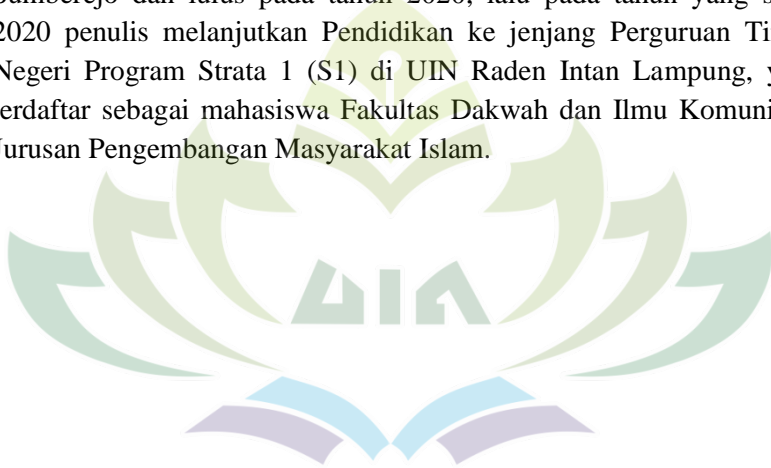 Sumberejo dan lulus pada tahun 2020, lalu pada tahun yang s
2020 penulis melanjutkan Pendidikan ke jenjang Perguruan Ti
Negeri Program Strata 1 (S1) di UIN Raden Intan Lampung, y
terdaftar sebagai mahasiswa Fakultas Dakwah dan Ilmu Komuni
Jurusan Pengembangan Masyarakat Islam.
UIN